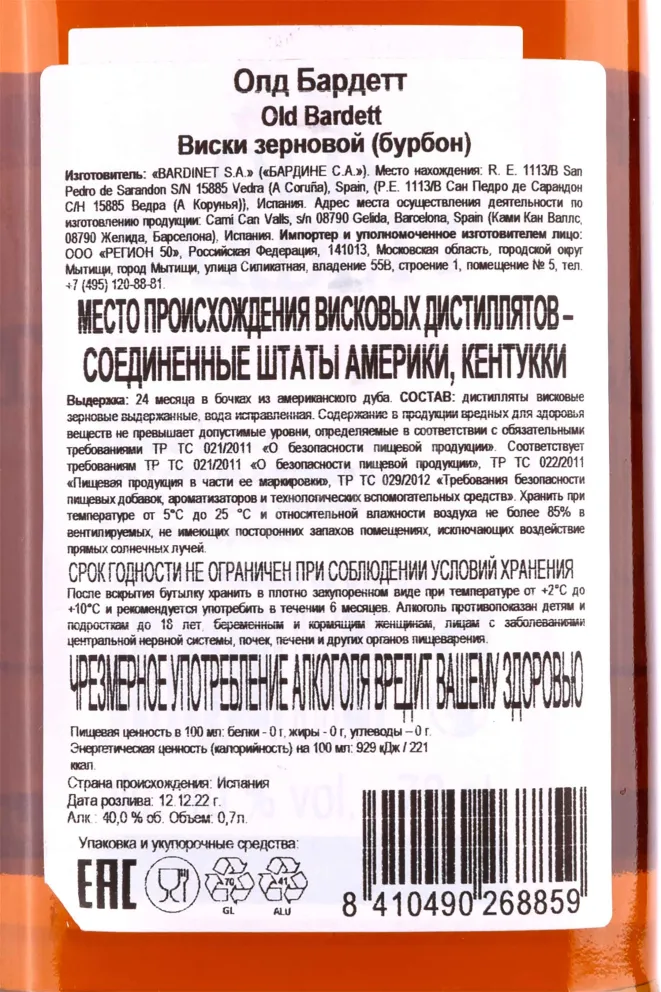 Олд Бардетт
Old Bardett
Виски зерновой (бурбон)
Изготовитель: «BARDINET S.A.» («БАРДИНЕ С.А.»). Место нахождения: R. E. 1113/B San
Pedro de Sarandon S/N 15885 Vedra (A Coruña), Spain, (Р.Е. 1113/В Сан Педро де Сарандон
С/Н 15885 Ведра (А Корунья)), Испания. Адрес места осуществления деятельности по
изготовлению продукции: Cami Can Valls, s/n 08790 Gelida, Barcelona, Spain (Ками Кан Валлс,
08790 Желида, Барселона), Испания. Импортер и уполномоченное изготовителем лицо:
ООО «РЕГИОН 50», Российская Федерация, 141013, Московская область, городской округ
Мытищи, город Мытищи, улица Силикатная, владение 55В, строение 1, помещение № 5, тел.
+7 (495) 120-88-81.
МЕСТО ПРОИСХОЖДЕНИЯ ВИСКОВЫХ ДИСТИЛЛЯТОВ -
СОЕДИНЕННЫЕ ШТАТЫ АМЕРИКИ, КЕНТУККИ
Выдержка: 24 месяца в бочках из американского дуба. СОСТАВ: дистилляты висковые
зерновые выдержанные, вода исправленная. Содержание в продукции вредных для здоровья
веществ не превышает допустимые уровни, определяемые в соответствии с обязательными
требованиями ТР ТС 021/2011 «О безопасности пищевой продукции». Соответствует
требованиям ТР ТС 021/2011 «О безопасности пищевой продукции», ТР ТС 022/2011
«Пищевая продукция в части ее маркировки», ТР ТС 029/2012 «Требования безопасности
пищевых добавок, ароматизаторов и технологических вспомогательных средств». Хранить при
температуре от 5°С до 25 °С и относительной влажности воздуха не более 85% в
вентилируемых, не имеющих посторонних запахов помещениях, исключающих воздействие
прямых солнечных лучей.
СРОК ГОДНОСТИ НЕ ОГРАНИЧЕН ПРИ СОБЛЮДЕНИИ УСЛОВИЙ ХРАНЕНИЯ
После вскрытия бутылку хранить в плотно закупоренном виде при температуре от +2°С до
+10°С и рекомендуется употребить в течении 6 месяцев. Алкоголь противопоказан детям и
подросткам до 18 лет, беременным и кормящим женщинам, лицам с заболеваниями
центральной нервной системы, почек, печени и других органов пищеварения.
ЧРЕЗМЕРНОЕ УПОТРЕБЛЕНИЕ АЛКОГОЛЯ ВРЕДИТ ВАШЕМУ ЗДОРОВЬЮ
Пищевая ценность в 100 мл: белки - 0 г, жиры - 0 г, углеводы – 0 г.
Энергетическая ценность (калорийность) на 100 мл: 929 кДж / 221
ккал.
Страна происхождения: Испания
Дата розлива: 12.12.22 г.
Алк.: 40,0 % об. Объем: 0,7л.
Упаковка и укупорочные средства:
EAC
70
GL
41
ALU
8 410490 268859